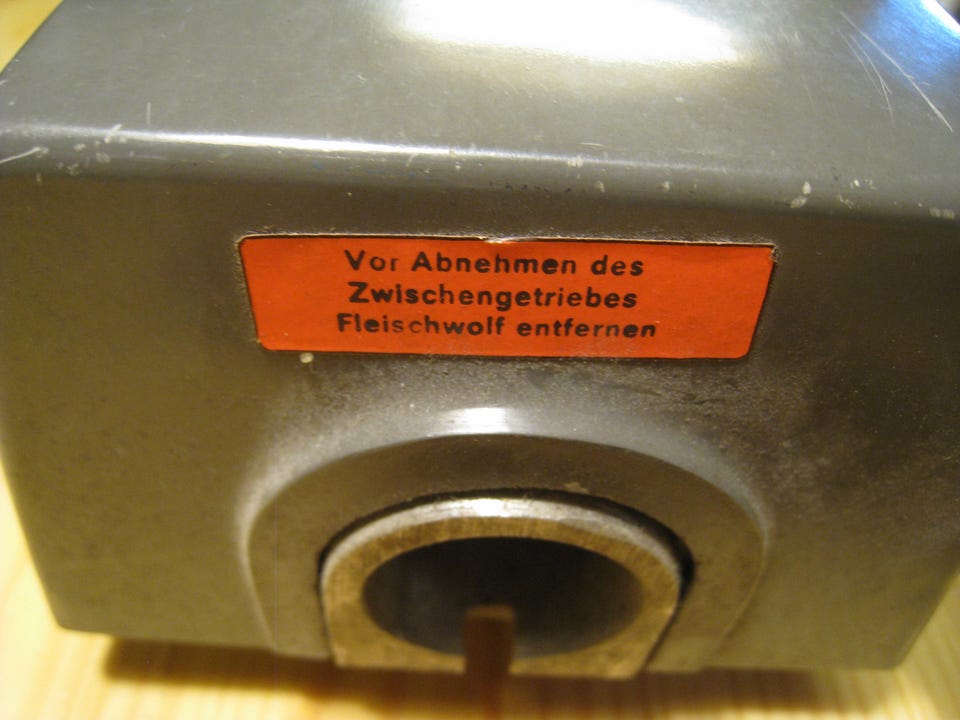 Vor Abnehmen des
Zwischengetriebes
Fleischwolf entfernen